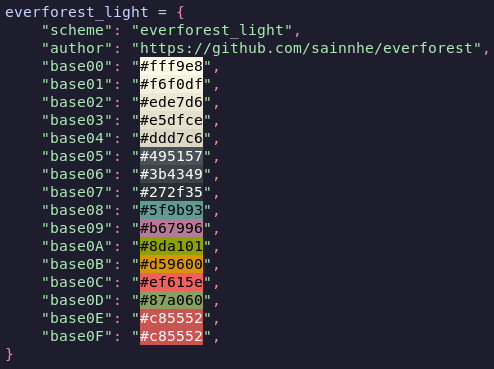 everforest_light = {
    "scheme": "everforest_light",
    "author": "https://github.com/sainnhe/everforest",
    "base00": "#fff9e8",
    "base01": "#f6f0df",
    "base02": "#ede7d6",
    "base03": "#e5dfce",
    "base04": "#ddd7c6",
    "base05": "#495157",
    "base06": "#3b4349",
    "base07": "#272f35",
    "base08": "#5f9b93",
    "base09": "#b67996",
    "base0A": "#8da101",
    "base0B": "#d59600",
    "base0C": "#ef615e",
    "base0D": "#87a060",
    "base0E": "#c85552",
    "base0F": "#c85552",
}